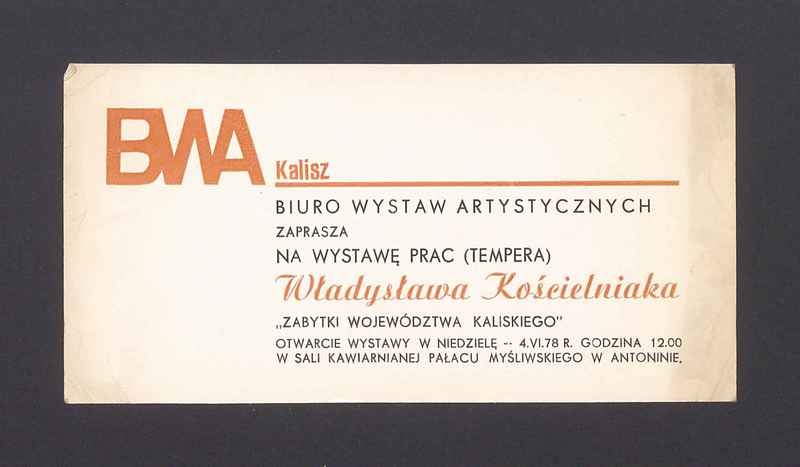 BWA Kalisz
BIURO WYSTAW ARTYSTYCZNYCH
ZAPRASZA
NA WYSTAWĘ PRAC (TEMPERA)
Władysława Kościelniaka
„ZABYTKI WOJEWÓDZTWA KALISKIEGO"
OTWARCIE WYSTAWY W NIEDZIELĘ -- 4.VI.78 R. GODZINA 12.00
W SALI KAWIARNIANEJ PAŁACU MYŚLIWSKIEGO W ANTONINIE.